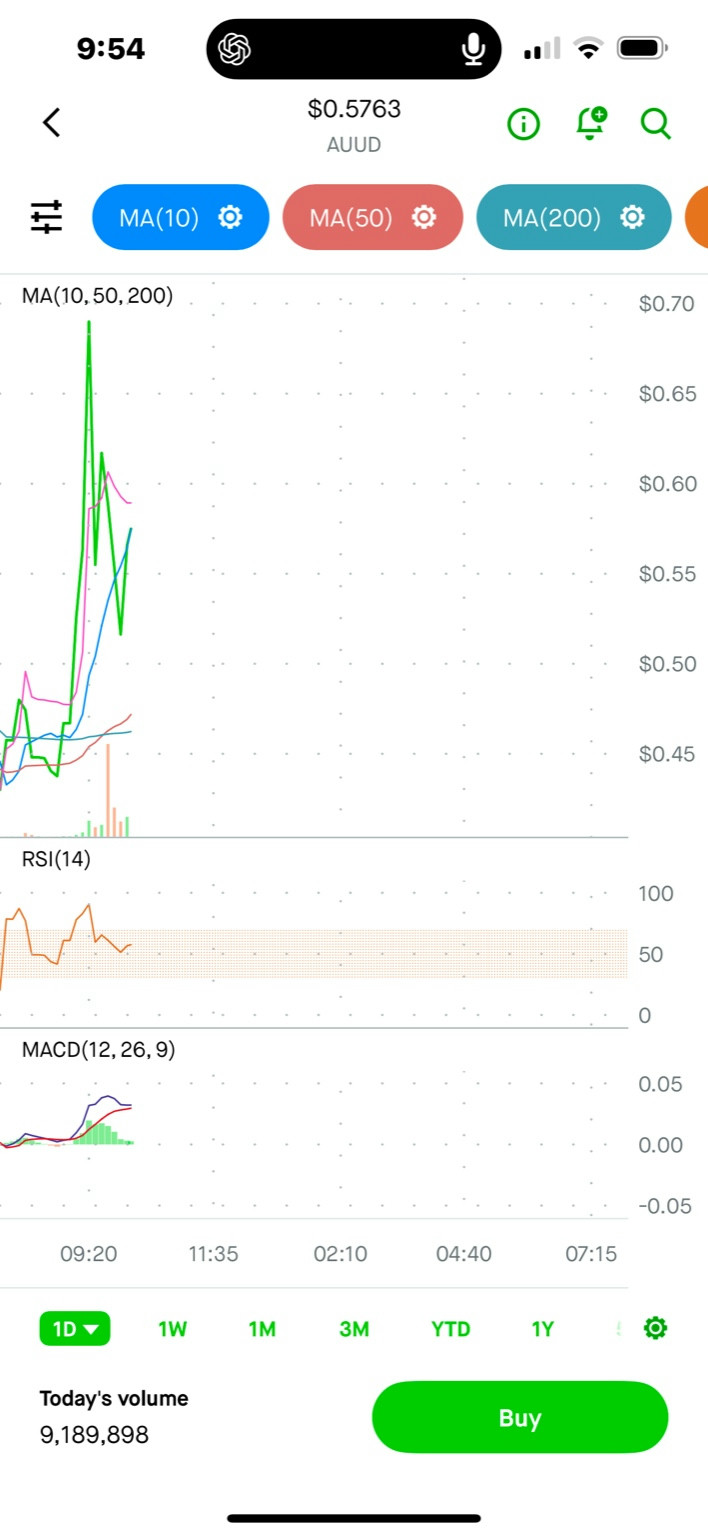 9:54
$0.5763
AUUD
MA(10) MA(50) MA(200)
MA(10,50,200)
$0.70
$0.65
$0.60
$0.55
$0.50
$0.45
RSI(14)
100
50
0
MACD(12,26,9)
0.05
0.00
-0.05
09:20 11:35 02:10 04:40 07:15
1D 1W 1M 3M YTD 1Y
Today's volume
9,189,898
Buy